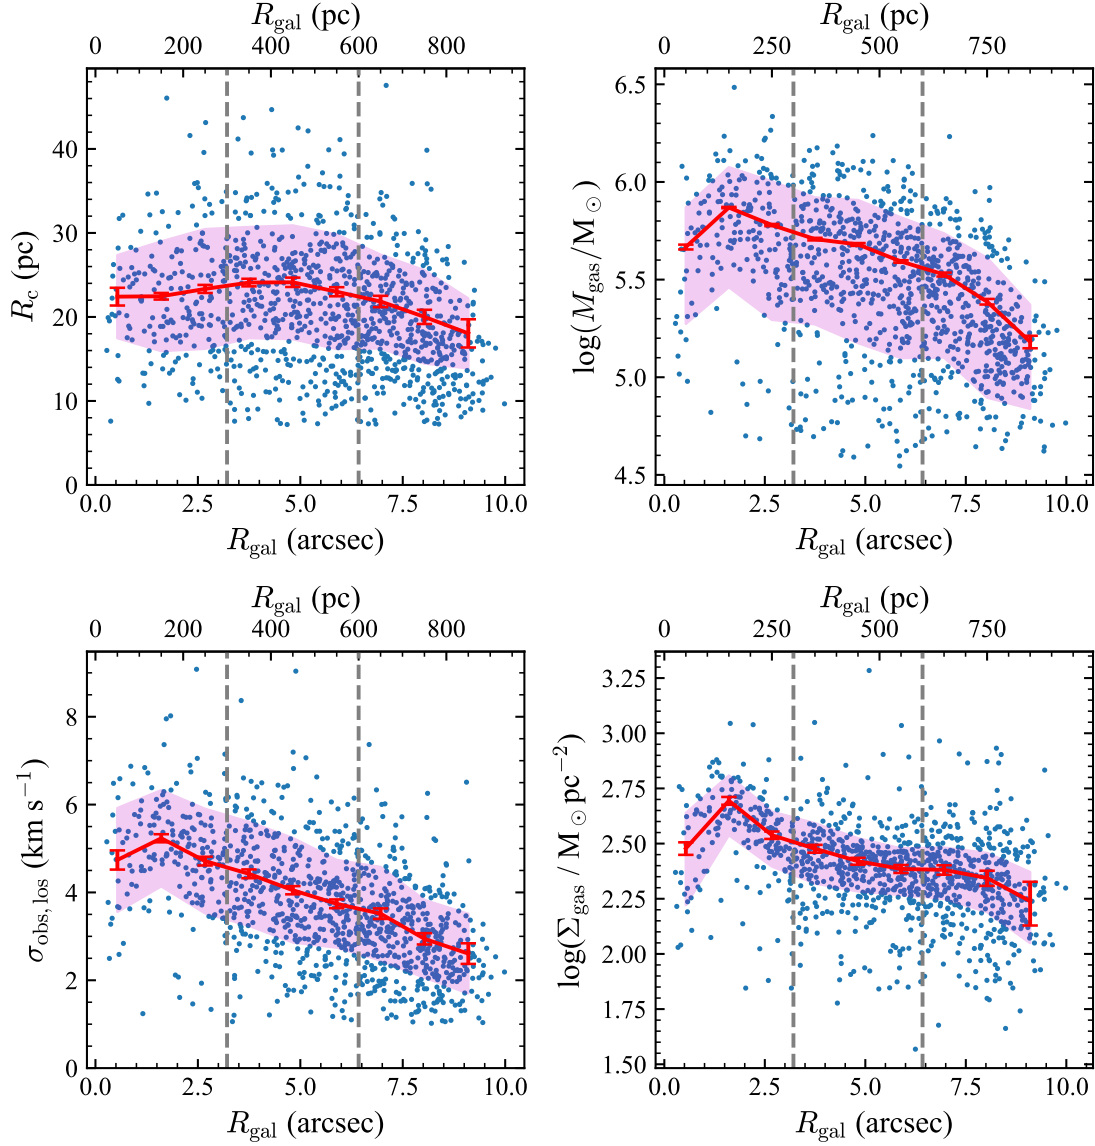 R_gal (pc)
0 200 400 600 800
R_c (pc)
40
30
20
10
0
0.0 2.5 5.0 7.5 10.0
R_gal (arcsec)
R_gal (pc)
0 250 500 750
log(M_gas/M_⊙)
6.5
6.0
5.5
5.0
4.5
0.0 2.5 5.0 7.5 10.0
R_gal (arcsec)
R_gal (pc)
0 200 400 600 800
σ_obs, los (km s⁻¹)
8
6
4
2
0
0.0 2.5 5.0 7.5 10.0
R_gal (arcsec)
R_gal (pc)
0 250 500 750
log(Σ_gas / M_⊙ pc⁻²)
3.25
3.00
2.75
2.50
2.25
2.00
1.75
1.50
0.0 2.5 5.0 7.5 10.0
R_gal (arcsec)